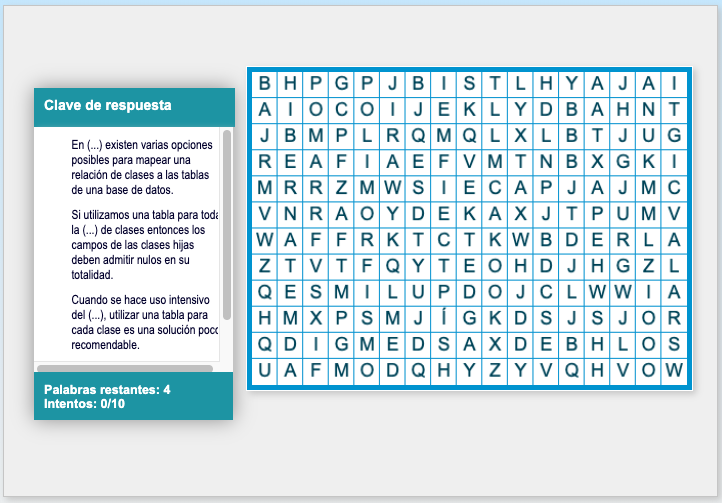 Clave de respuesta
En (...) existen varias opciones
posibles para mapear una
relación de clases a las tablas
de una base de datos.
Si utilizamos una tabla para toda
la (...) de clases entonces los
campos de las clases hijas
deben admitir nulos en su
totalidad.
Cuando se hace uso intensivo
del (...), utilizar una tabla para
cada clase es una solución poco
recomendable.
Palabras restantes: 4
Intentos: 0/10
B H P G P J B I S T L H Y A J A I
A I O C O I J E K L Y D B A H N T
J B M P L R Q M Q L X L B T J U G
R E A F I A E F V M T N B X G K I
M R R Z M W S I E C A P J A J M C
V N R A O Y D E K A X J T P U M V
W A F F R K T C T K W B D E R L A
Z T V T F Q Y T E O H D J H G Z L
Q E S M I L U P D O J C L W W I A
H M X P S M J Í G K D S J S J O R
Q D I G M E D S A X D E B H L O S
U A F M O D Q H Y Z Y V Q H V O W